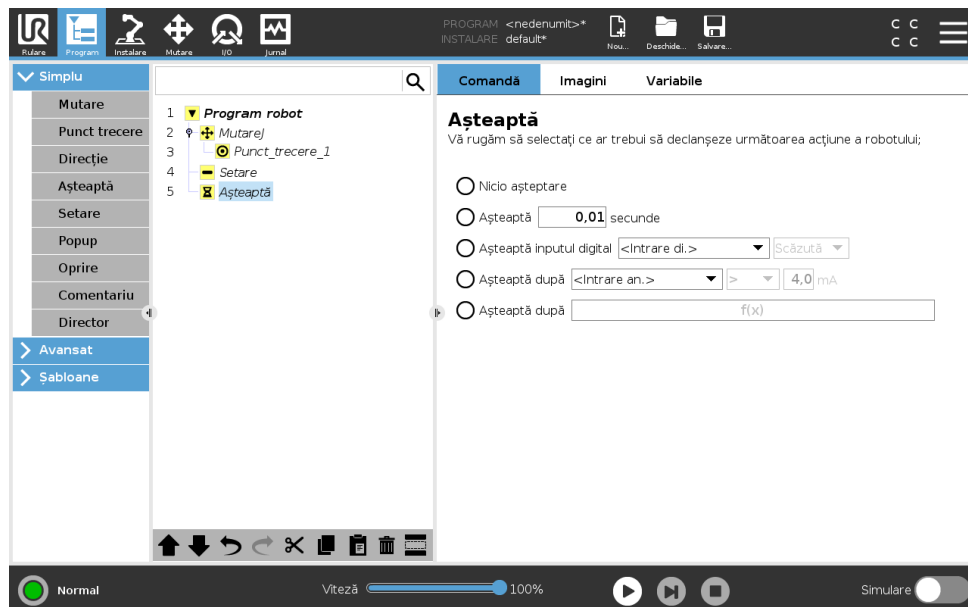 PROGRAM <nedenumit>*
INSTALARE default*
Rulare
Program
Instalare
Mutare
I/O
Jurnal
Nou...
Deschide...
Salvare...
C C
C C
Simplu
Mutare
Punct trecere
Direcție
Așteaptă
Setare
Popup
Oprire
Comentariu
Director
Avansat
Șabloane
1 Program robot
2 MutareJ
3 Punct_trecere_1
4 Setare
5 Așteaptă
Comandă Imagini Variabile
Așteaptă
Vă rugăm să selectați ce ar trebui să declanșeze următoarea acțiune a robotului;
Nicio așteptare
Așteaptă 0,01 secunde
Așteaptă inputul digital <Intrare di.> Scăzută
Așteaptă după <Intrare an.> > 4,0 mA
Așteaptă după f(x)
Normal
Viteză 100%
Simulare